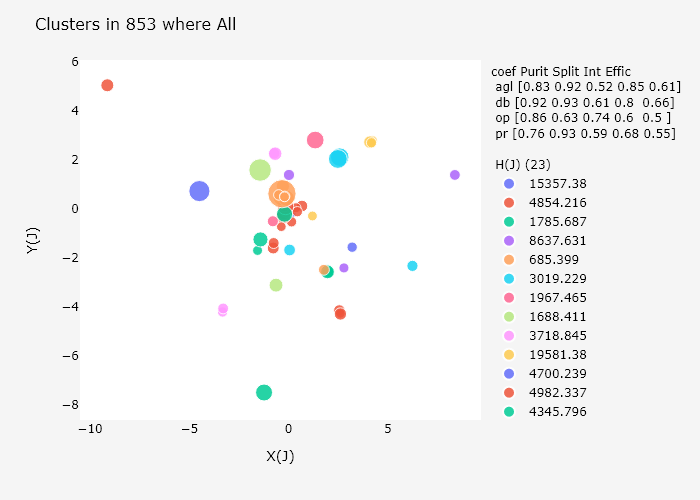 Clusters in 853 where All
coef Purit Split Int Effic
agl [0.83 0.92 0.52 0.85 0.61]
db [0.92 0.93 0.61 0.8  0.66]
op [0.86 0.63 0.74 0.6  0.5 ]
pr [0.76 0.93 0.59 0.68 0.55]
H(J) (23)
15357.38
4854.216
1785.687
8637.631
685.399
3019.229
1967.465
1688.411
3718.845
19581.38
4700.239
4982.337
4345.796
6
4
2
0
−2
−4
−6
−8
Y(J)
−10
−5
0
5
X(J)